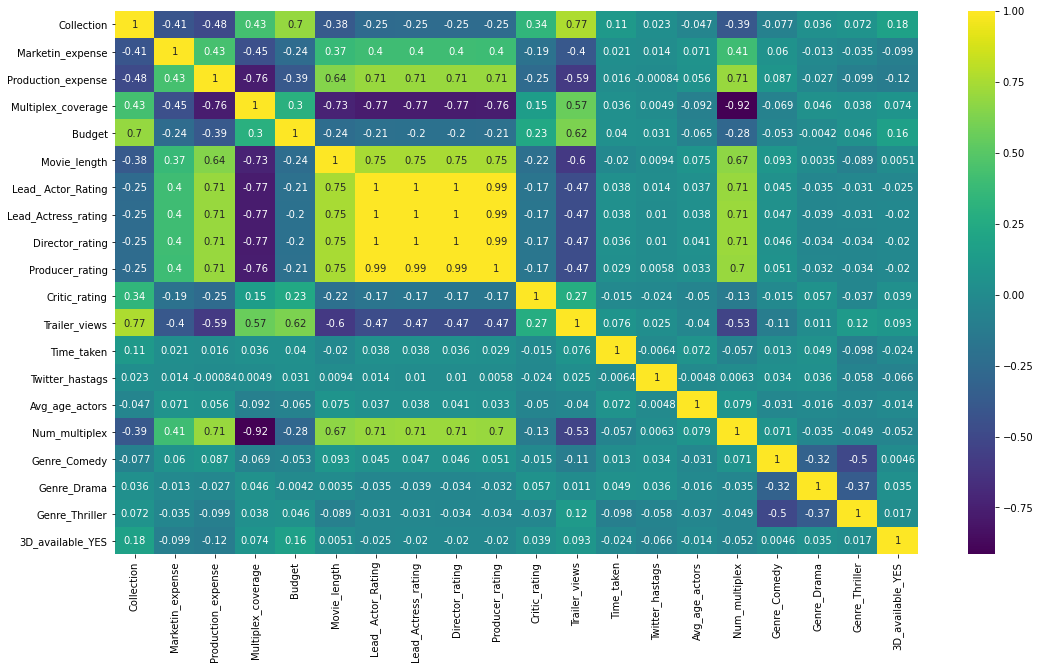 Collection 1 -0.41 -0.48 0.43 0.7 -0.38 -0.25 -0.25 -0.25 -0.25 0.34 0.77 0.11 0.023 -0.047 -0.39 -0.077 0.036 0.072 0.18
Marketin_expense -0.41 1 0.43 -0.45 -0.24 0.37 0.4 0.4 0.4 0.4 -0.19 -0.4 0.021 0.014 0.071 0.41 0.06 -0.013 -0.035 -0.099
Production_expense -0.48 0.43 1 -0.76 -0.39 0.64 0.71 0.71 0.71 0.71 -0.25 -0.59 0.016 -0.00084 0.056 0.71 0.087 -0.027 -0.099 -0.12
Multiplex_coverage 0.43 -0.45 -0.76 1 0.3 -0.73 -0.77 -0.77 -0.77 -0.76 0.15 0.57 0.036 0.0049 -0.092 -0.92 -0.069 0.046 0.038 0.074
Budget 0.7 -0.24 -0.39 0.3 1 -0.24 -0.21 -0.2 -0.2 -0.21 0.23 0.62 0.04 0.031 -0.065 -0.28 -0.053 -0.0042 0.046 0.16
Movie_length -0.38 0.37 0.64 -0.73 -0.24 1 0.75 0.75 0.75 0.75 -0.22 -0.6 -0.02 0.0094 0.075 0.67 0.093 0.0035 -0.089 0.0051
Lead_ Actor_Rating -0.25 0.4 0.71 -0.77 -0.21 0.75 1 1 1 0.99 -0.17 -0.47 0.038 0.014 0.037 0.71 0.045 -0.035 -0.031 -0.025
Lead_Actress_rating -0.25 0.4 0.71 -0.77 -0.2 0.75 1 1 1 0.99 -0.17 -0.47 0.038 0.01 0.038 0.71 0.047 -0.039 -0.031 -0.02
Director_rating -0.25 0.4 0.71 -0.77 -0.2 0.75 1 1 1 0.99 -0.17 -0.47 0.036 0.01 0.041 0.71 0.046 -0.034 -0.034 -0.02
Producer_rating -0.25 0.4 0.71 -0.76 -0.21 0.75 0.99 0.99 0.99 1 -0.17 -0.47 0.029 0.0058 0.033 0.7 0.051 -0.032 -0.034 -0.02
Critic_rating 0.34 -0.19 -0.25 0.15 0.23 -0.22 -0.17 -0.17 -0.17 -0.17 1 0.27 -0.015 -0.024 -0.05 -0.13 -0.015 0.057 -0.037 0.039
Trailer_views 0.77 -0.4 -0.59 0.57 0.62 -0.6 -0.47 -0.47 -0.47 -0.47 0.27 1 0.076 0.025 -0.04 -0.53 -0.11 0.011 0.12 0.093
Time_taken 0.11 0.021 0.016 0.036 0.04 -0.02 0.038 0.038 0.036 0.029 -0.015 0.076 1 -0.0064 0.072 -0.057 0.013 0.049 -0.098 -0.024
Twitter_hastags 0.023 0.014 -0.00084 0.0049 0.031 0.0094 0.014 0.01 0.01 0.0058 -0.024 0.025 -0.0064 1 -0.0048 0.0063 0.034 0.036 -0.058 -0.066
Avg_age_actors -0.047 0.071 0.056 -0.092 -0.065 0.075 0.037 0.038 0.041 0.033 -0.05 -0.04 0.072 -0.0048 1 0.079 -0.031 -0.016 -0.037 -0.014
Num_multiplex -0.39 0.41 0.71 -0.92 -0.28 0.67 0.71 0.71 0.71 0.7 -0.13 -0.53 -0.057 0.0063 0.079 1 0.071 -0.035 -0.049 -0.052
Genre_Comedy -0.077 0.06 0.087 -0.069 -0.053 0.093 0.045 0.047 0.046 0.051 -0.015 -0.11 0.013 0.034 -0.031 0.071 1 -0.32 -0.5 0.0046
Genre_Drama 0.036 -0.013 -0.027 0.046 -0.0042 0.0035 -0.035 -0.039 -0.034 -0.032 0.057 0.011 0.049 0.036 -0.016 -0.035 -0.32 1 -0.37 0.035
Genre_Thriller 0.072 -0.035 -0.099 0.038 0.046 -0.089 -0.031 -0.031 -0.034 -0.034 -0.037 0.12 -0.098 -0.058 -0.037 -0.049 -0.5 -0.37 1 0.017
3D_available_YES 0.18 -0.099 -0.12 0.074 0.16 0.0051 -0.025 -0.02 -0.02 -0.02 0.039 0.093 -0.024 -0.066 -0.014 -0.052 0.0046 0.035 0.017 1
Collection
Marketin_expense
Production_expense
Multiplex_coverage
Budget
Movie_length
Lead_ Actor_Rating
Lead_Actress_rating
Director_rating
Producer_rating
Critic_rating
Trailer_views
Time_taken
Twitter_hastags
Avg_age_actors
Num_multiplex
Genre_Comedy
Genre_Drama
Genre_Thriller
3D_available_YES
1.00
0.75
0.50
0.25
0.00
-0.25
-0.50
-0.75